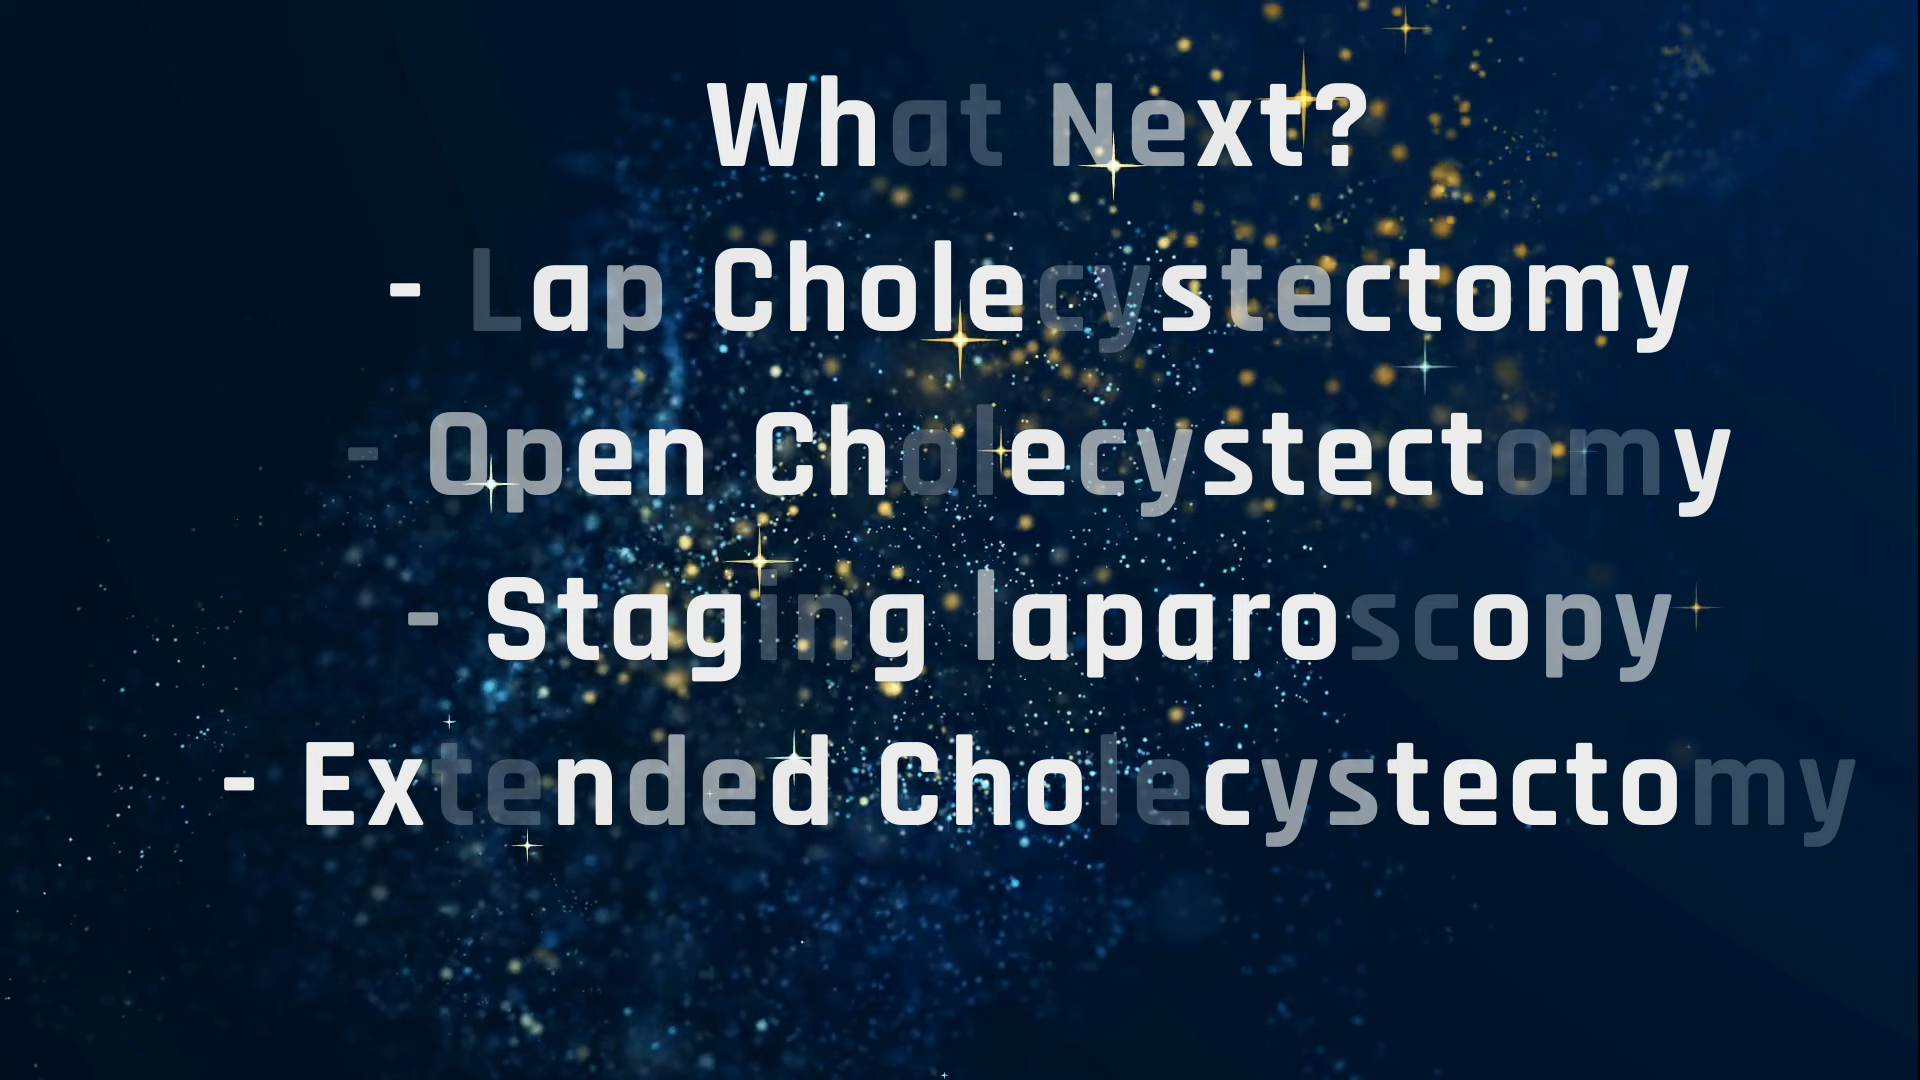 What Next?
- Lap Cholecystectomy
- Open Cholecystectomy
- Staging laparoscopy
- Extended Cholecystectomy